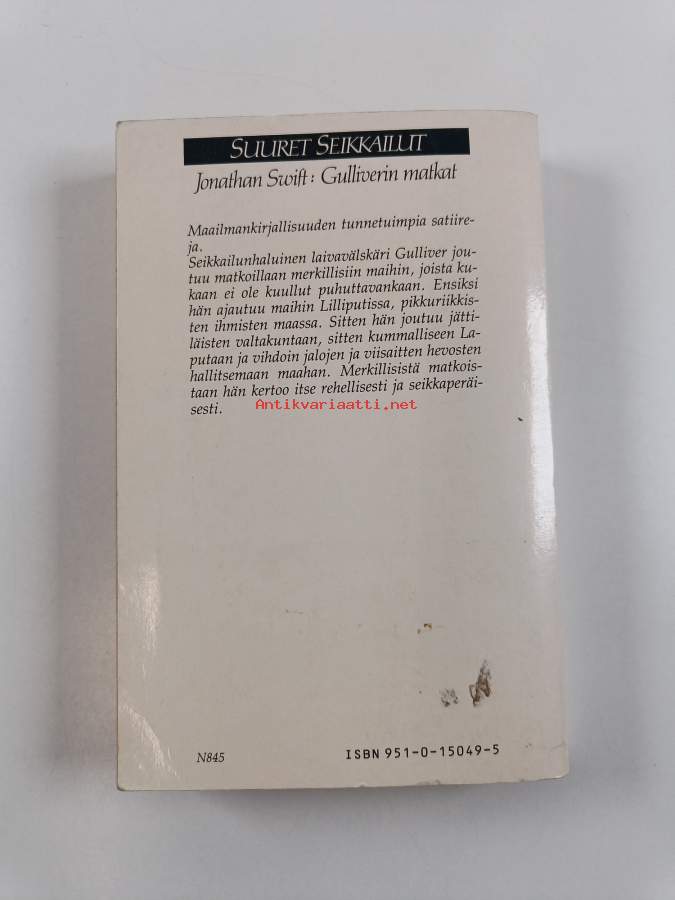 SUURET SEIKKAILUT
Jonathan Swift: Gulliverin matkat
Maailmankirjallisuuden tunnetuimpia satiire-
ja.
Seikkailunhaluinen laivavälskäri Gulliver jou-
tuu matkoillaan merkillisiin maihin, joista ku-
kaan ei ole kuullut puhuttavankaan. Ensiksi
hän ajautuu maihin Lilliputissa, pikkuriikkis-
ten ihmisten maassa. Sitten hän joutuu jätti-
läisten valtakuntaan, sitten kummalliseen La-
putaan ja vihdoin jalojen ja viisaitten hevosten
hallitsemaan maahan. Merkillisistä matkois-
taan hän kertoo itse rehellisesti ja seikkaperäi-
sesti.
Antikvariaatti.net
N845
ISBN 951-0-15049-5